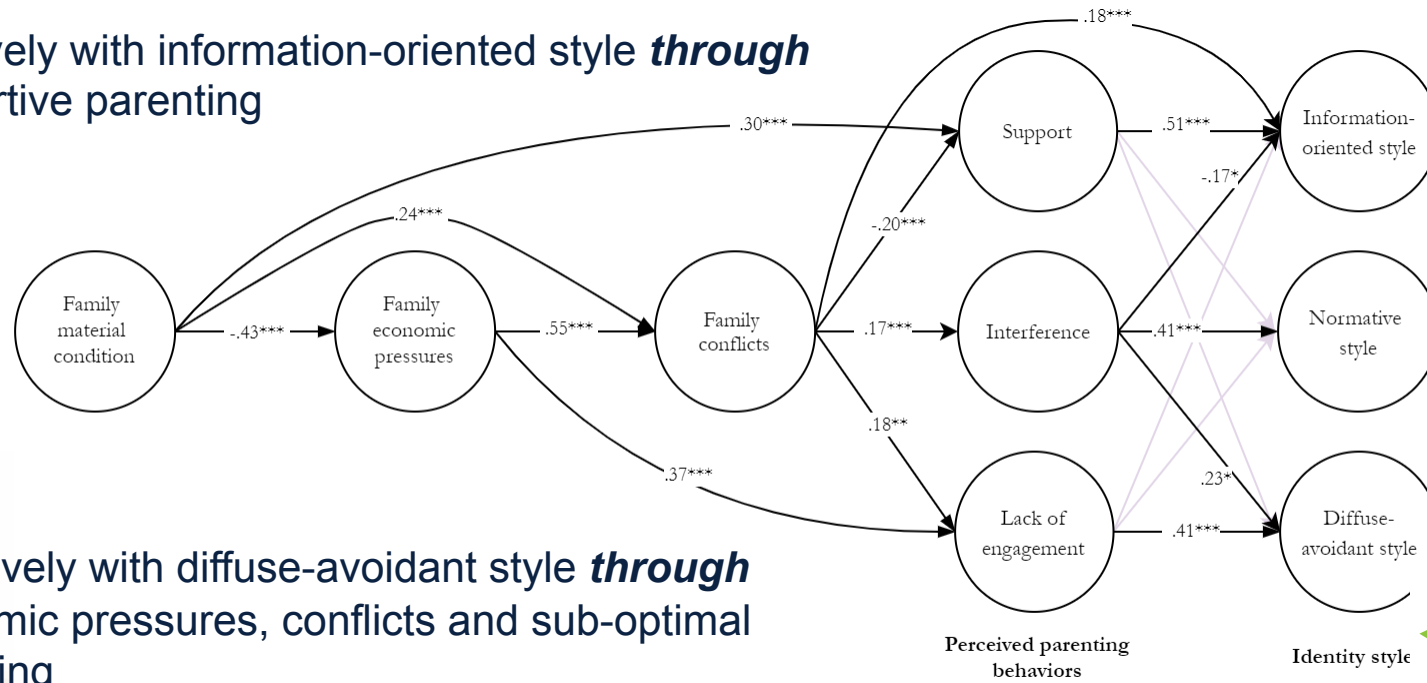 .18***
vely with information-oriented style through
rtive parenting
.30***
Support
.51***
Information-
oriented style
-.17*
.24***
-.20***
Family
material
condition
-.43***
Family
economic
pressures
.55***
Family
conflicts
.17***
Interference
.41***
Normative
style
.18**
.37***
.23*
Lack of
engagement
.41***
Diffuse-
avoidant style
vely with diffuse-avoidant style through
mic pressures, conflicts and sub-optimal
ing
Perceived parenting
behaviors
Identity style